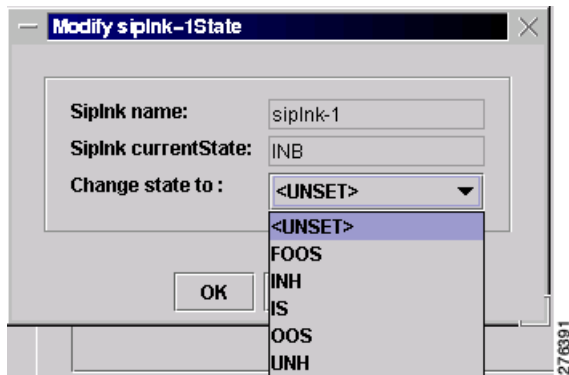 Modify siplnk-1State
Siplnk name: siplnk-1
Siplnk currentState: INB
Change state to : <UNSET>
<UNSET>
FOOS
INH
IS
OOS
UNH
OK
276391